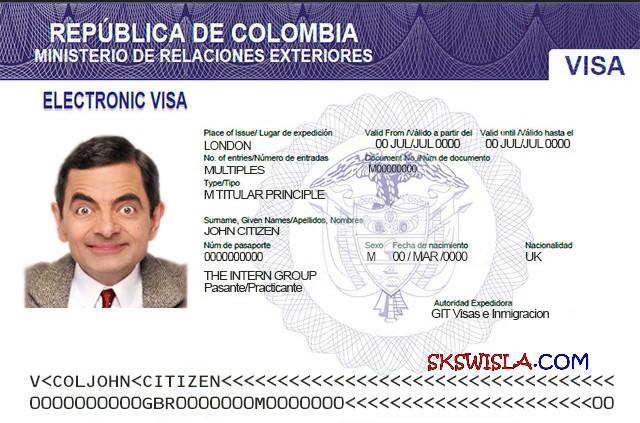 REPÚBLICA DE COLOMBIA
MINISTERIO DE RELACIONES EXTERIORES
VISA
ELECTRONIC VISA
Place of Issue/ Lugar de expedición Valid From /Válido a partir del Valid until /Válido hasta el
LONDON 00 JUL/JUL 0000 00 JUL/JUL 0000
No. of entries/Número de entradas Document No./Núm de documento
MULTIPLES M00000000
Type/Tipo
M TITULAR PRINCIPLE
Surname, Given Names/Apellidos, Nombres
JOHN CITIZEN
Núm de pasaporte Sexo Fecha de nacimiento Nacionalidad
0000000000 M 00 / MAR /0000 UK
THE INTERN GROUP
Pasante/Practicante
Autoridad Expedidora
GIT Visas e Inmigracion
SKSWISLA.COM
V<COLJOHN<CITIZEN<<<<<<<<<<<<<<<<<<<<<<<<<<<
0000000000GBR0000000M0000000<<<<<<<<<<<<<<00